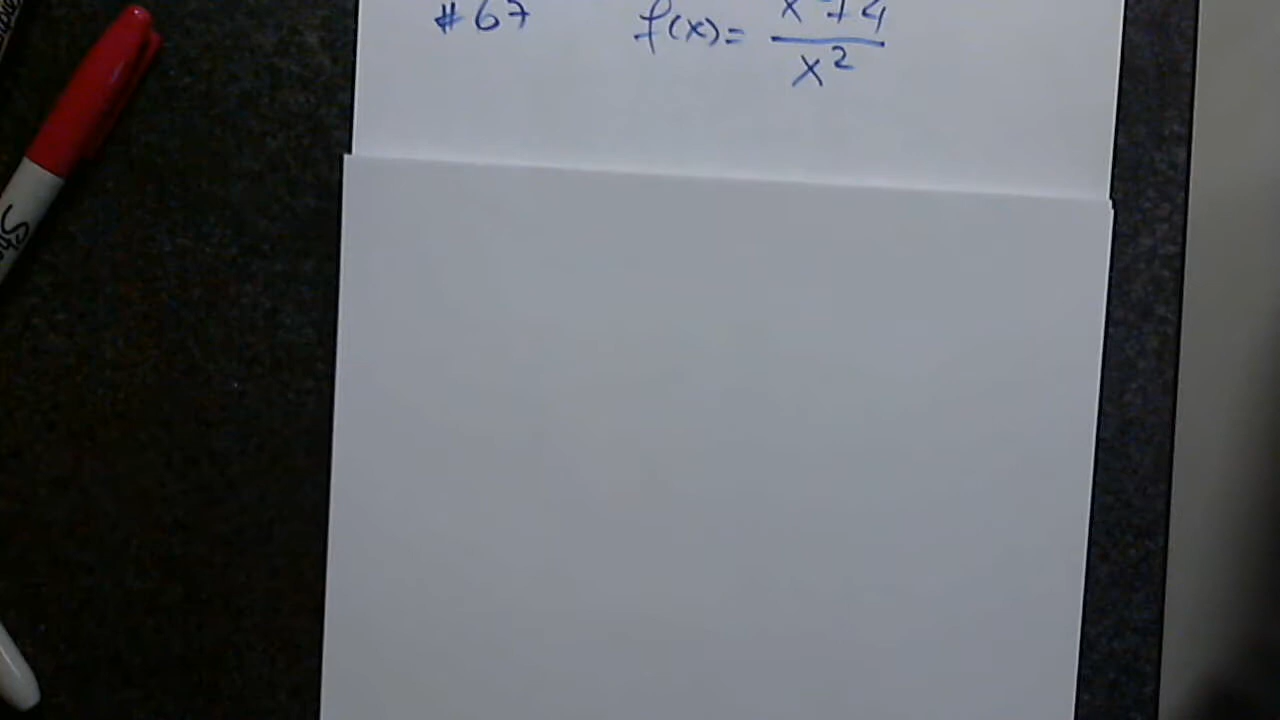 #67 f(x)= x +4
x²